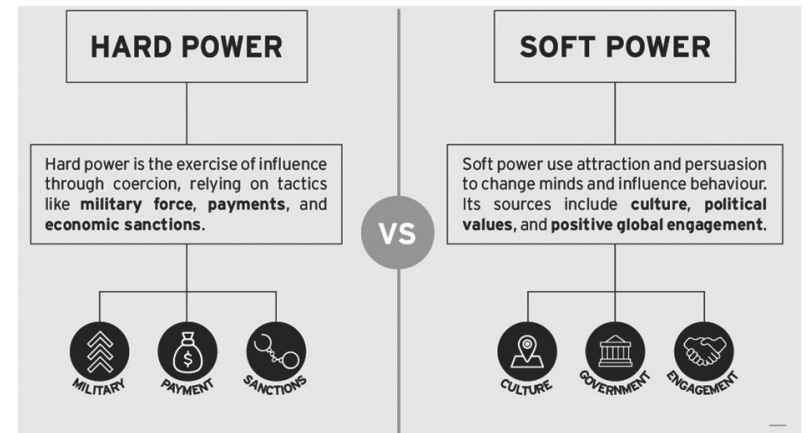 HARD POWER
Hard power is the exercise of influence
through coercion, relying on tactics
like military force, payments, and
economic sanctions.
MILITARY
PAYMENT
SANCTIONS
VS
SOFT POWER
Soft power use attraction and persuasion
to change minds and influence behaviour.
Its sources include culture, political
values, and positive global engagement.
CULTURE
GOVERNMENT
ENGAGEMENT
$